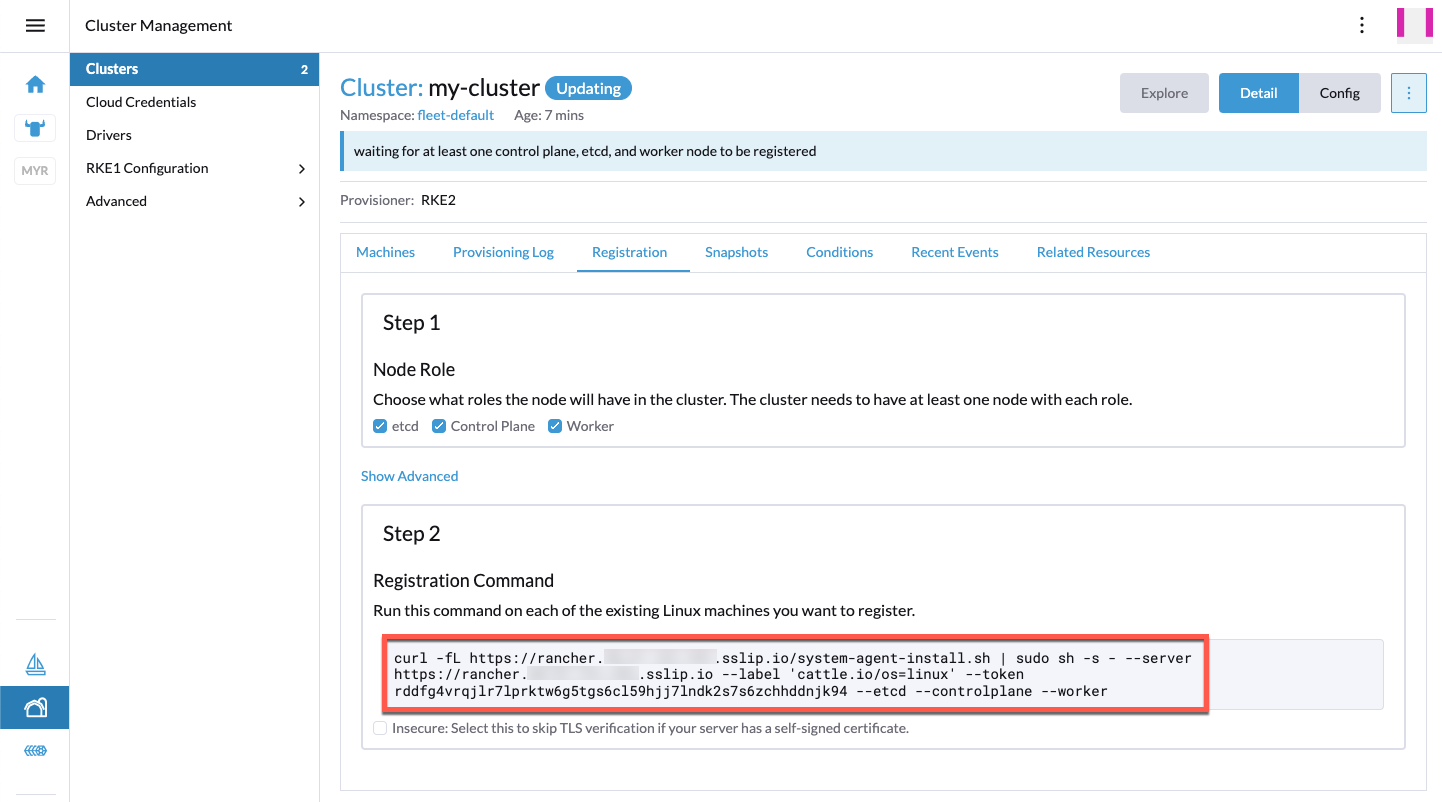 Cluster Management
Clusters 2
Cloud Credentials
Drivers
RKE1 Configuration
Advanced
MYR
Cluster: my-cluster Updating
Namespace: fleet-default Age: 7 mins
Explore Detail Config
waiting for at least one control plane, etcd, and worker node to be registered
Provisioner: RKE2
Machines Provisioning Log Registration Snapshots Conditions Recent Events Related Resources
Step 1
Node Role
Choose what roles the node will have in the cluster. The cluster needs to have at least one node with each role.
etcd Control Plane Worker
Show Advanced
Step 2
Registration Command
Run this command on each of the existing Linux machines you want to register.
curl -fL https://rancher. .sslip.io/system-agent-install.sh | sudo sh -s - --server
https://rancher. .sslip.io --label 'cattle.io/os=linux' --token
rddfg4vrqjlr7lprktw6g5tgs6cl59hjj7lndk2s7s6zchhddnjk94 --etcd --controlplane --worker
Insecure: Select this to skip TLS verification if your server has a self-signed certificate.